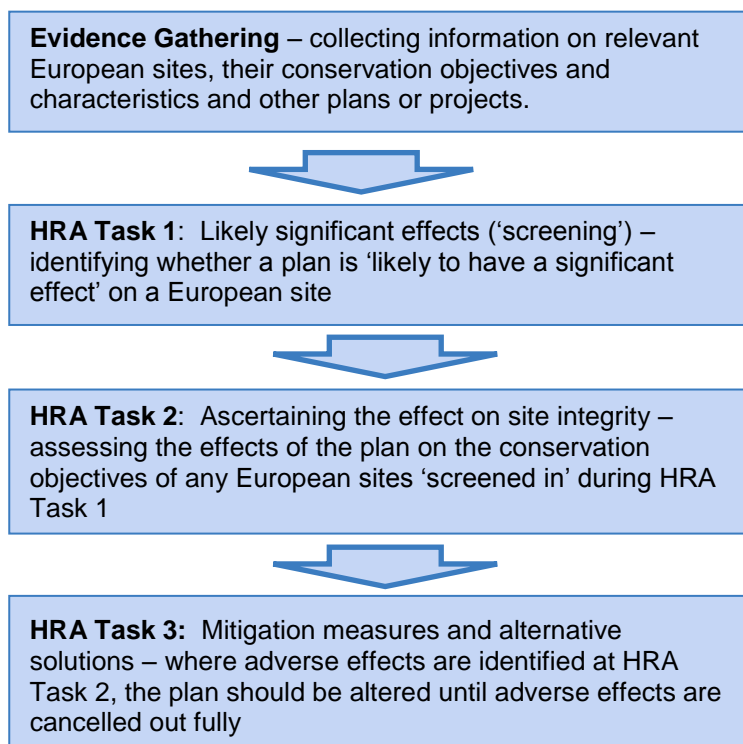 Evidence Gathering – collecting information on relevant
European sites, their conservation objectives and
characteristics and other plans or projects.
HRA Task 1:  Likely significant effects (‘screening’) –
identifying whether a plan is ‘likely to have a significant
effect’ on a European site
HRA Task 2:  Ascertaining the effect on site integrity –
assessing the effects of the plan on the conservation
objectives of any European sites ‘screened in’ during HRA
Task 1
HRA Task 3:  Mitigation measures and alternative
solutions – where adverse effects are identified at HRA
Task 2, the plan should be altered until adverse effects are
cancelled out fully